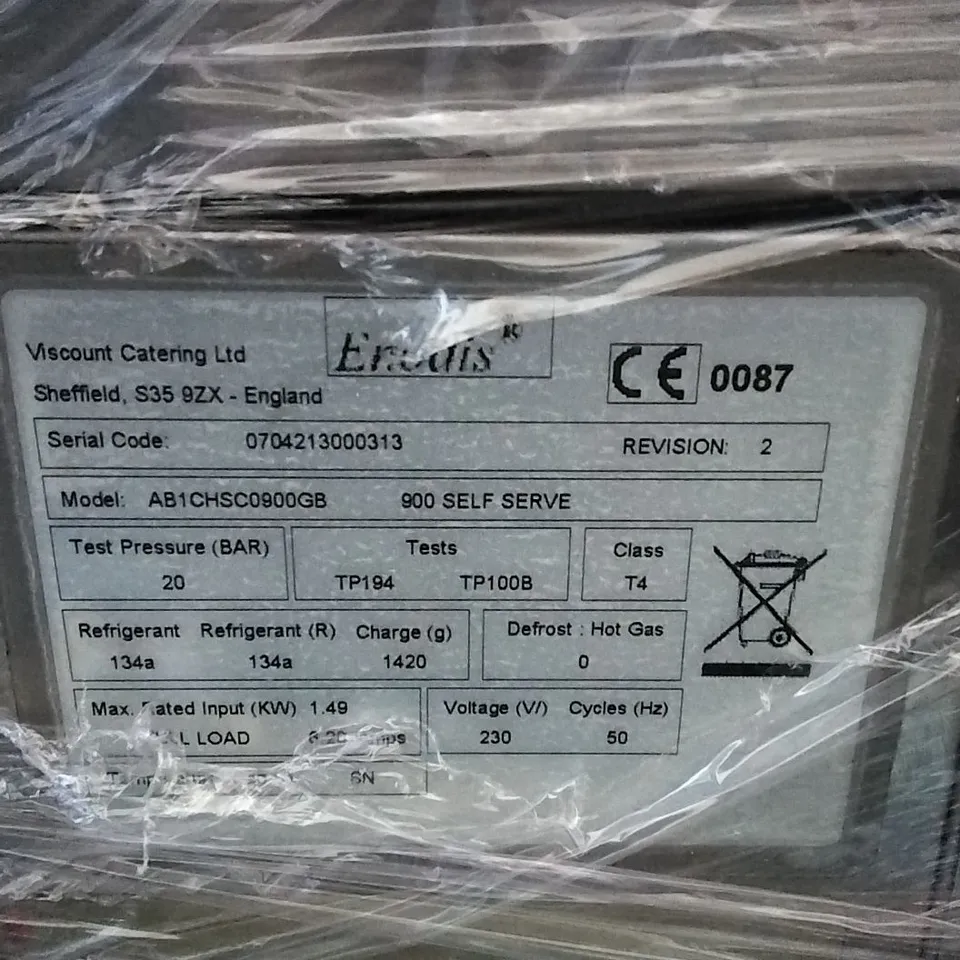 Enodis®
Viscount Catering Ltd
Sheffield, S35 9ZX - England
CE 0087
Serial Code: 0704213000313 REVISION: 2
Model: AB1CHSC0900GB 900 SELF SERVE
Test Pressure (BAR) Tests Class
20 TP194 TP100B T4
Refrigerant Refrigerant (R) Charge (g) Defrost : Hot Gas
134a 134a 1420 0
Max. Rated Input (KW) 1.49 Voltage (V/) Cycles (Hz)
LOAD 230 50
SN